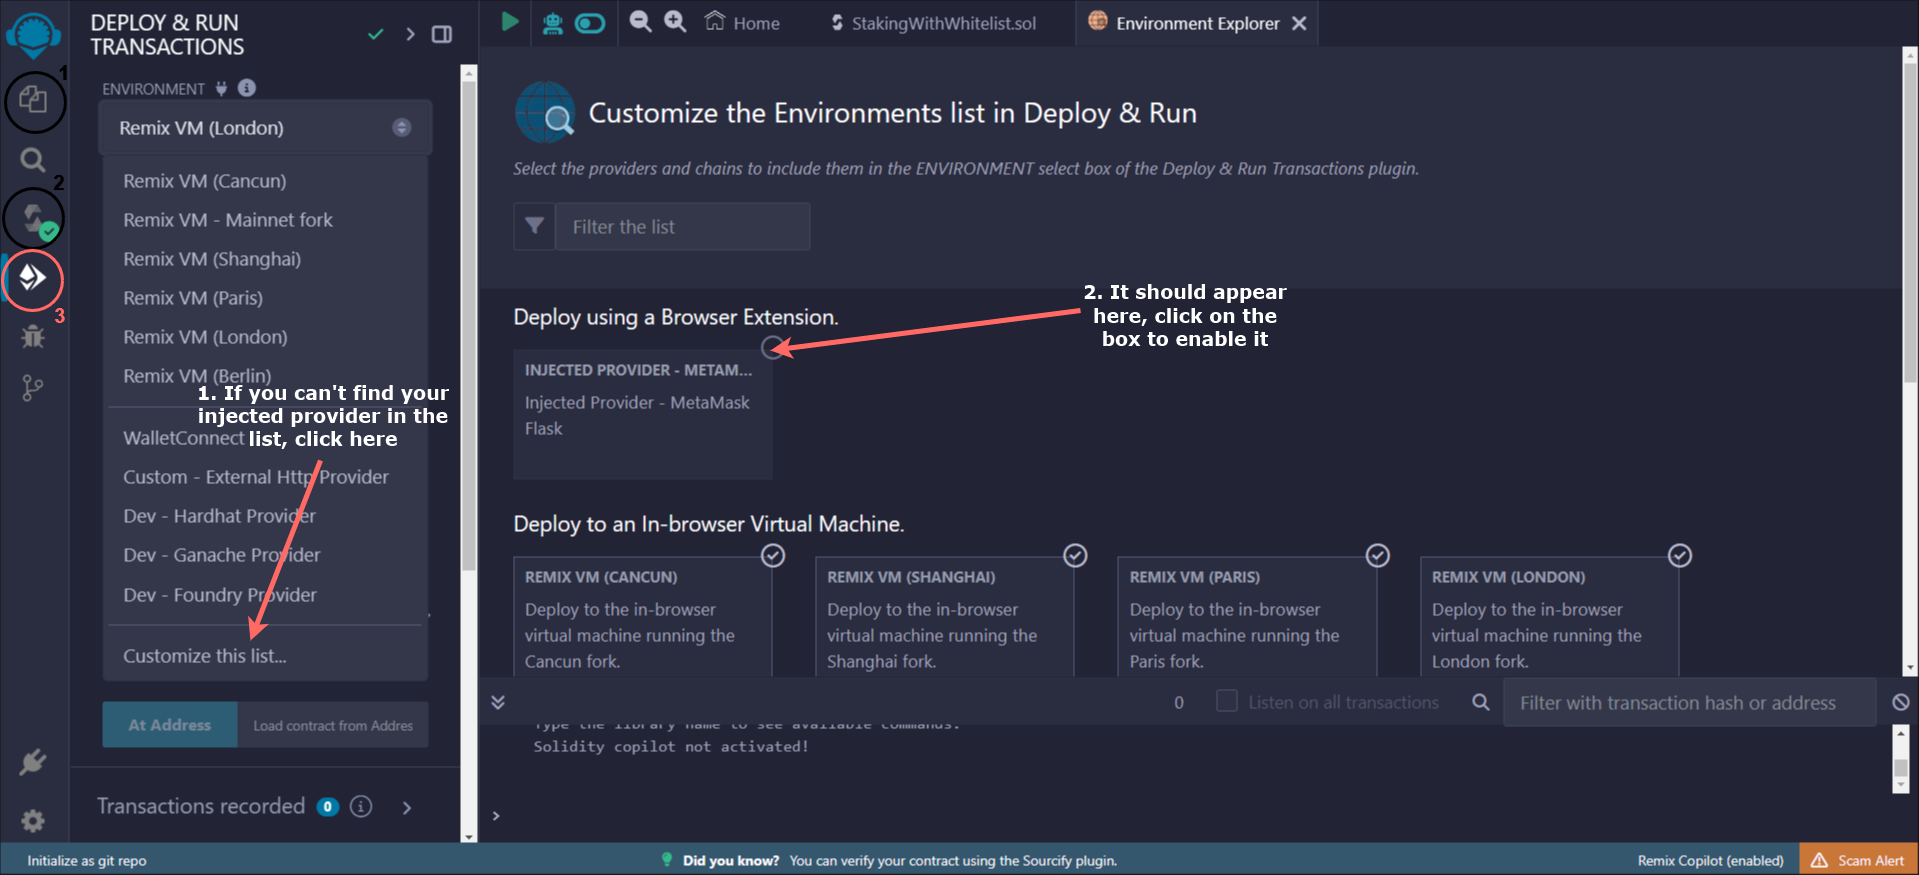 DEPLOY & RUN
TRANSACTIONS
1
2
3
ENVIRONMENT
Remix VM (London)
Remix VM (Cancun)
Remix VM - Mainnet fork
Remix VM (Shanghai)
Remix VM (Paris)
Remix VM (London)
Remix VM (Berlin)
1. If you can't find your
injected provider in the
list, click here
WalletConnect
Custom - External Http Provider
Dev - Hardhat Provider
Dev - Ganache Provider
Dev - Foundry Provider
Customize this list...
At Address
Load contract from Addres
Transactions recorded 0
Home
StakingWithWhitelist.sol
Environment Explorer
Customize the Environments list in Deploy & Run
Select the providers and chains to include them in the ENVIRONMENT select box of the Deploy & Run Transactions plugin.
Filter the list
2. It should appear
here, click on the
box to enable it
Deploy using a Browser Extension.
INJECTED PROVIDER - METAM...
Injected Provider - MetaMask
Flask
Deploy to an In-browser Virtual Machine.
REMIX VM (CANCUN)
Deploy to the in-browser
virtual machine running the
Cancun fork.
REMIX VM (SHANGHAI)
Deploy to the in-browser
virtual machine running the
Shanghai fork.
REMIX VM (PARIS)
Deploy to the in-browser
virtual machine running the
Paris fork.
REMIX VM (LONDON)
Deploy to the in-browser
virtual machine running the
London fork.
0
Listen on all transactions
Filter with transaction hash or address
Type the library name to see available commands.
Solidity copilot not activated!
>
Initialize as git repo
Did you know? You can verify your contract using the Sourcify plugin.
Remix Copilot (enabled)
Scam Alert